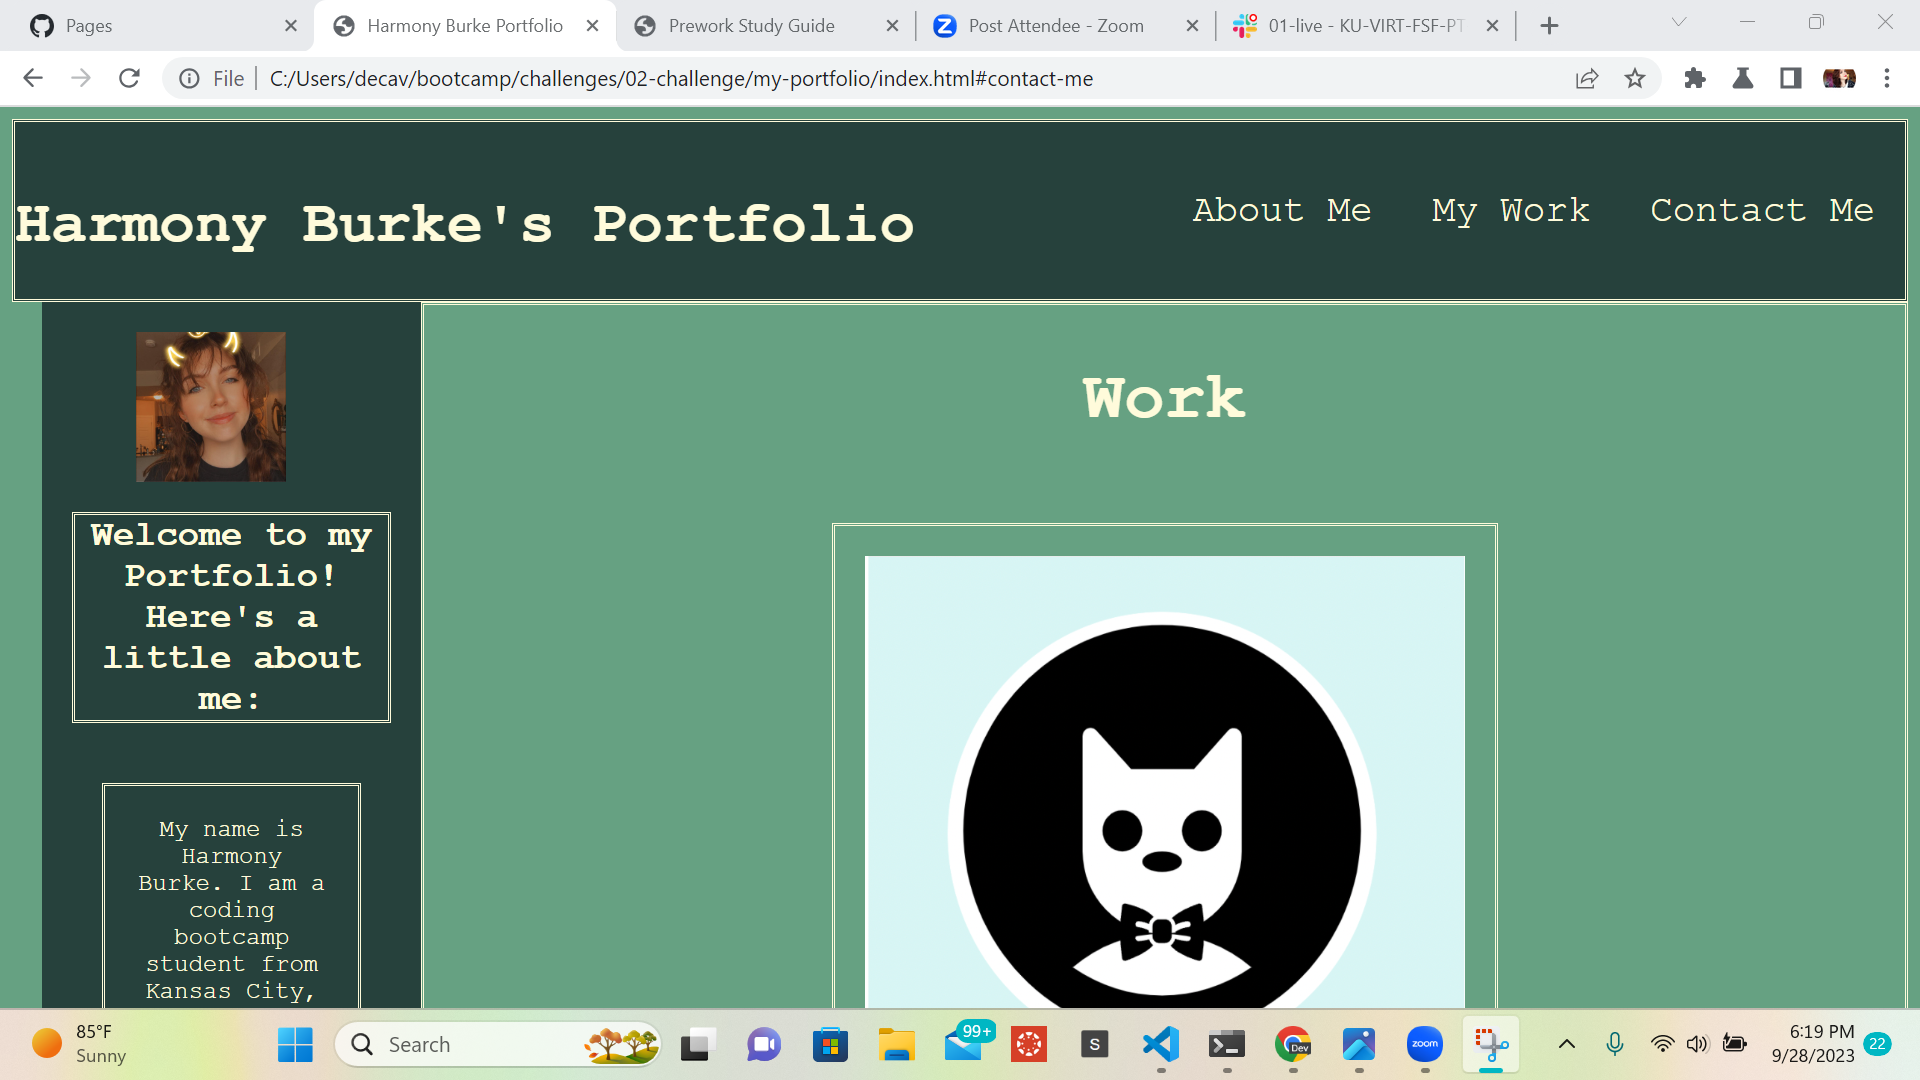 Pages
Harmony Burke Portfolio
Prework Study Guide
Post Attendee - Zoom
01-live - KU-VIRT-FSF-PT
File
C:/Users/decav/bootcamp/challenges/02-challenge/my-portfolio/index.html#contact-me
Harmony Burke's Portfolio
About Me
My Work
Contact Me
Welcome to my
Portfolio!
Here's a
little about
me:
My name is
Harmony
Burke. I am a
coding
bootcamp
student from
Kansas City,
Work
85°F
Sunny
Search
99+
S
Dev
zoom
6:19 PM
9/28/2023
22